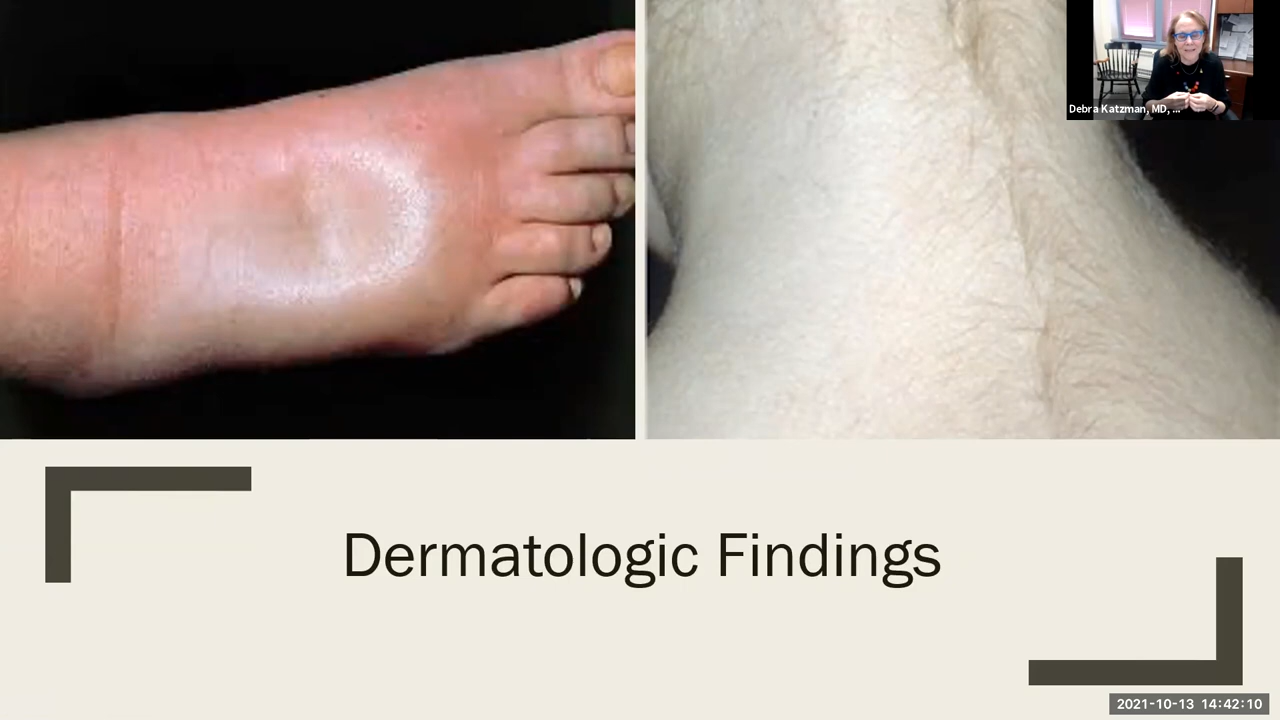 Debra Katzman, MD, ...
Dermatologic Findings
2021-10-13 14:42:10